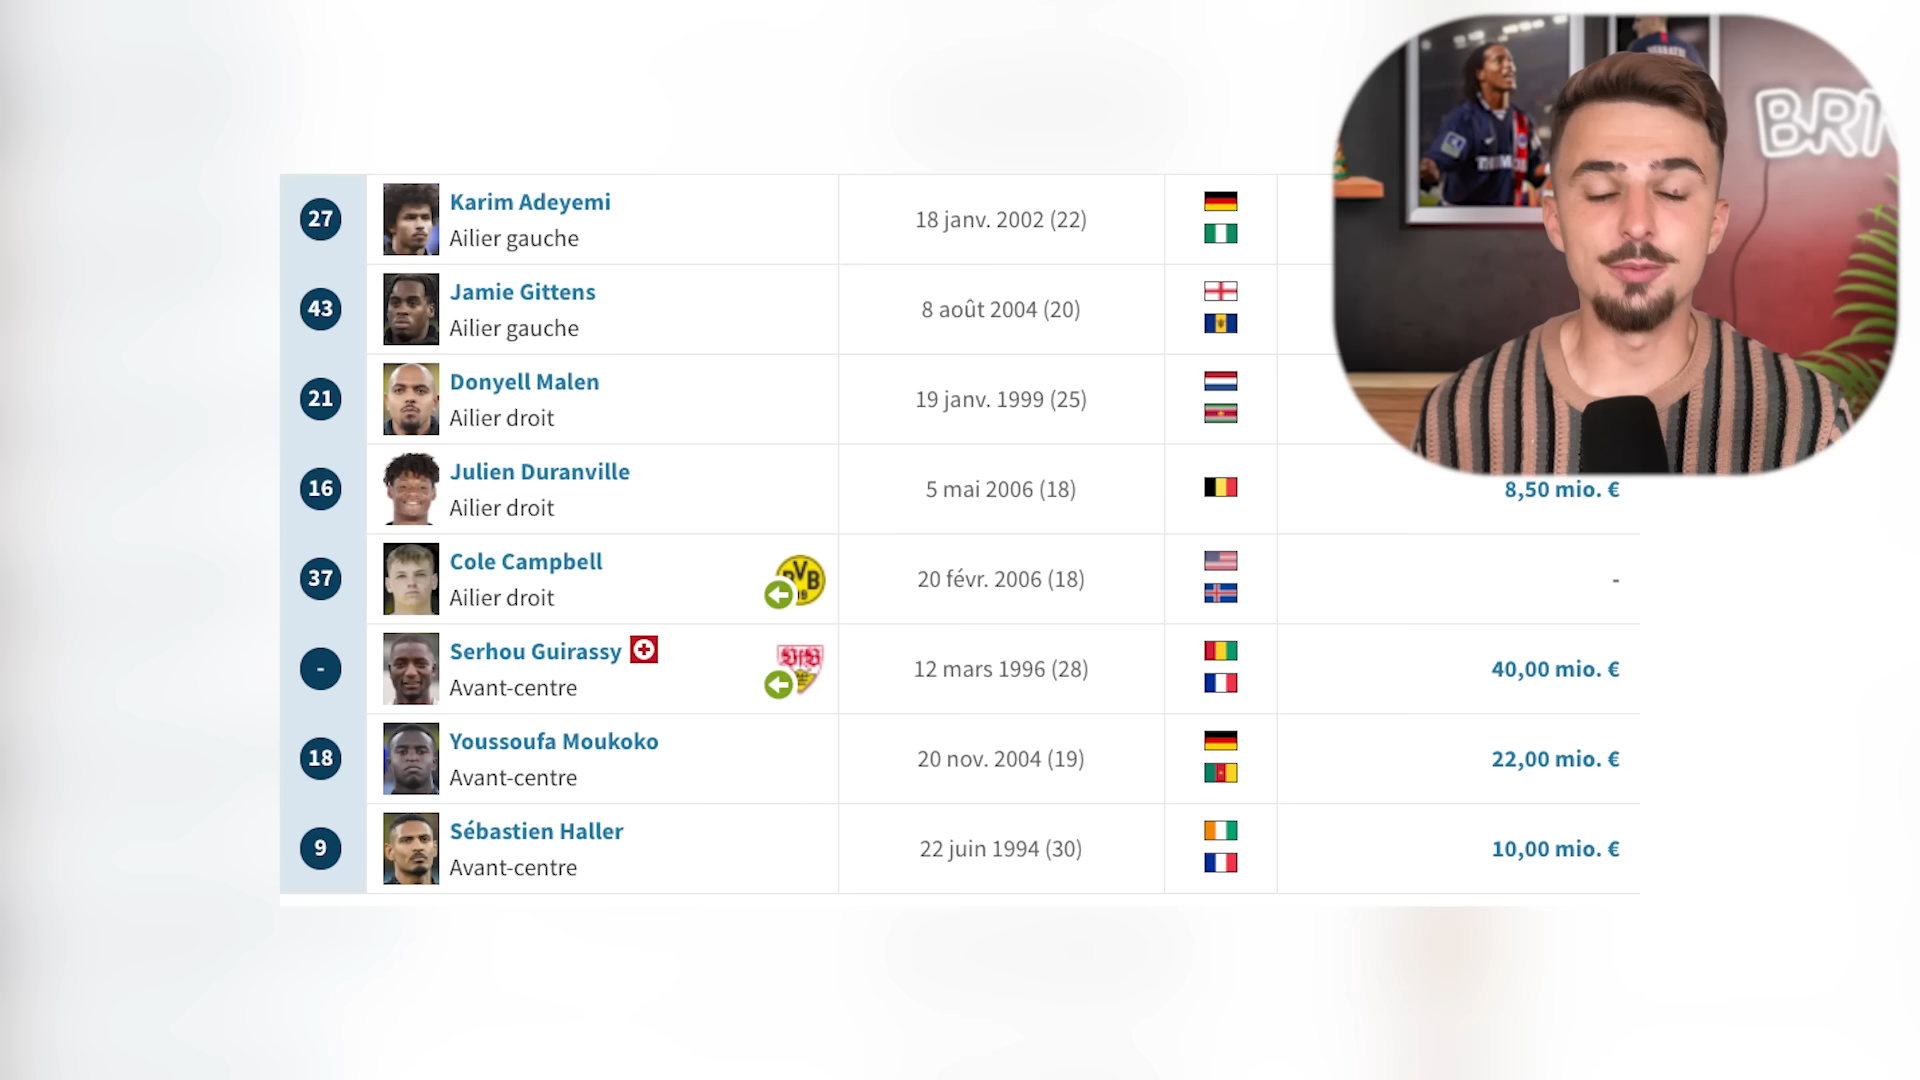 27
Karim Adeyemi
Ailier gauche
18 janv. 2002 (22)
43
Jamie Gittens
Ailier gauche
8 août 2004 (20)
21
Donyell Malen
Ailier droit
19 janv. 1999 (25)
16
Julien Duranville
Ailier droit
5 mai 2006 (18)
8,50 mio. €
37
Cole Campbell
Ailier droit
20 févr. 2006 (18)
-
-
Serhou Guirassy
Avant-centre
12 mars 1996 (28)
40,00 mio. €
18
Youssoufa Moukoko
Avant-centre
20 nov. 2004 (19)
22,00 mio. €
9
Sébastien Haller
Avant-centre
22 juin 1994 (30)
10,00 mio. €